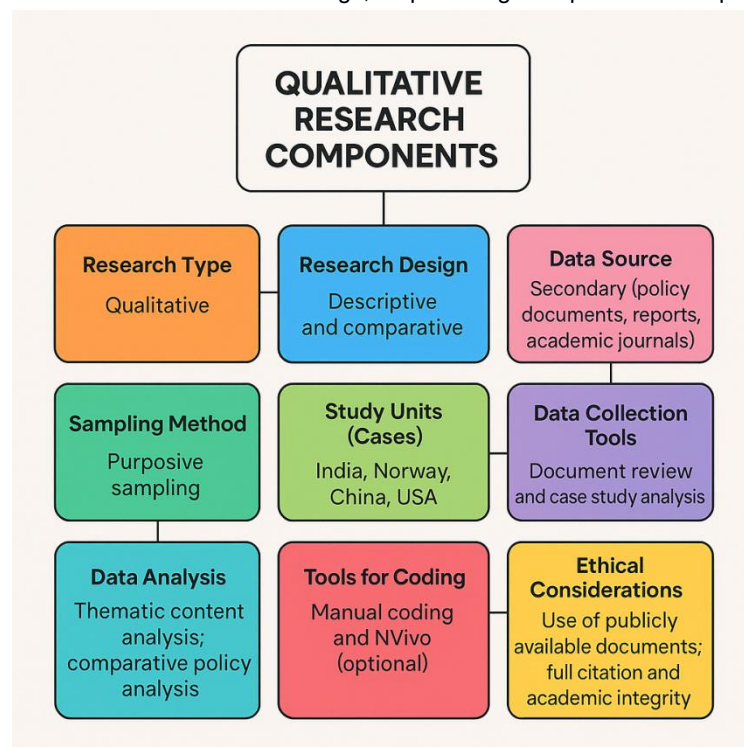 QUALITATIVE
RESEARCH
COMPONENTS
Research Type
Qualitative
Research Design
Descriptive
and comparative
Data Source
Secondary (policy
documents, reports,
academic journals)
Sampling Method
Purposive
sampling
Study Units
(Cases)
India, Norway,
China, USA
Data Collection
Tools
Document review
and case study analysis
Data Analysis
Thematic content
analysis;
comparative policy
analysis
Tools for Coding
Manual coding
and NVivo
(optional)
Ethical
Considerations
Use of publicly
available documents;
full citation and
academic integrity